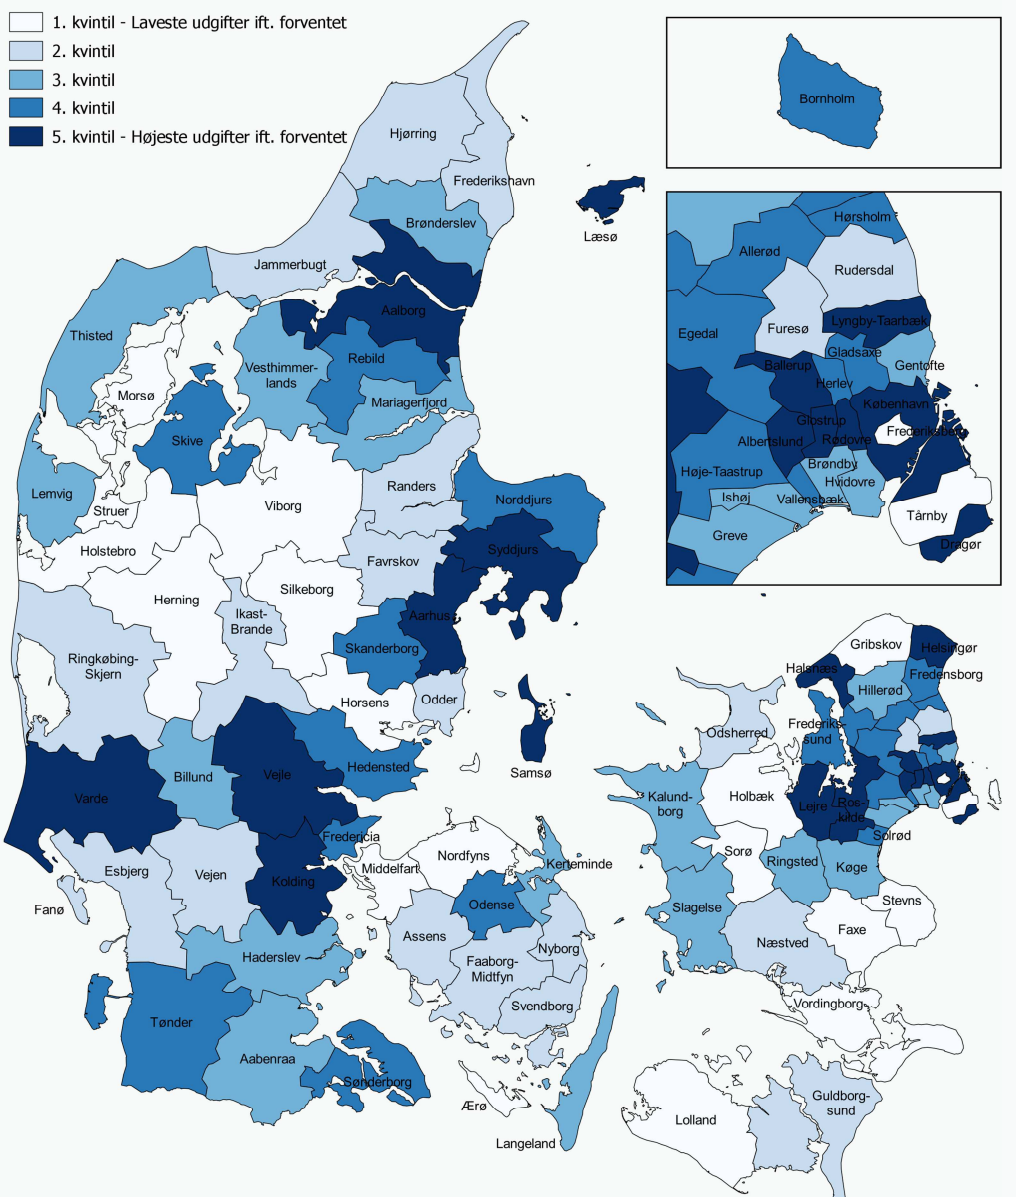 1. kvintil - Laveste udgifter ift. forventet
2. kvintil
3. kvintil
4. kvintil
5. kvintil - Højeste udgifter ift. forventet
Hjørring
Frederikshavn
Brønderslev
Læsø
Jammerbugt
Aalborg
Thisted
Rebild
Vesthimmer-
lands
Morsø
Mariagerfjord
Skive
Lemvig
Randers
Norddjurs
Struer
Viborg
Holstebro
Syddjurs
Favrskov
Silkeborg
Herning
Ikast-
Brande
Aarhus
Skanderborg
Ringkøbing-
Skjern
Horsens
Odder
Samsø
Hedensted
Billund
Vejle
Varde
Fredericia
Esbjerg
Vejen
Kolding
Middelfart
Nordfyns
Kerteminde
Fanø
Odense
Assens
Nyborg
Haderslev
Faaborg-
Midtfyn
Svendborg
Tønder
Aabenraa
Sønderborg
Ærø
Langeland
Bornholm
Hørsholm
Allerød
Rudersdal
Egedal
Furesø
Lyngby-Taarbæk
Gladsaxe
Ballerup
Gentofte
Herlev
København
Glostrup
Frederiksberg
Albertslund
Rødovre
Brøndby
Høje-Taastrup
Hvidovre
Ishøj
Vallensbæk
Tårnby
Greve
Dragør
Gribskov
Helsingør
Halsnæs
Fredensborg
Hillerød
Frederiks-
sund
Odsherred
Kalund-
borg
Holbæk
Lejre
Ros-
kilde
Solrød
Sorø
Ringsted
Køge
Slagelse
Stevns
Faxe
Næstved
Vordingborg
Guldborg-
sund
Lolland